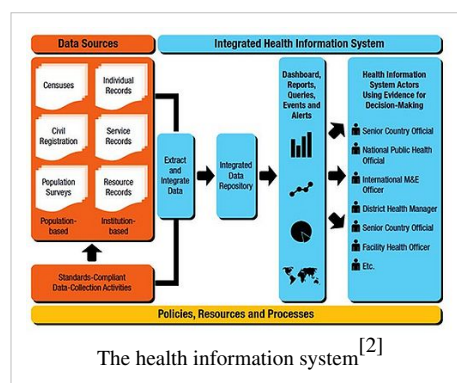 Data Sources
Integrated Health Information System
Censuses
Individual
Records
Civil
Registration
Service
Records
Population
Surveys
Resource
Records
Population-
based
Institution-
based
Standards-Compliant
Data-Collection Activities
Extract and
Integrate
Data
Integrated
Data
Repository
Dashboard,
Reports,
Queries,
Events and
Alerts
Health Information
System Actors
Using Evidence for
Decision-Making
Senior Country Official
National Public Health
Official
International M&E
Officer
District Health Manager
Senior Country Official
Facility Health Officer
Etc.
Policies, Resources and Processes
The health information system[2]